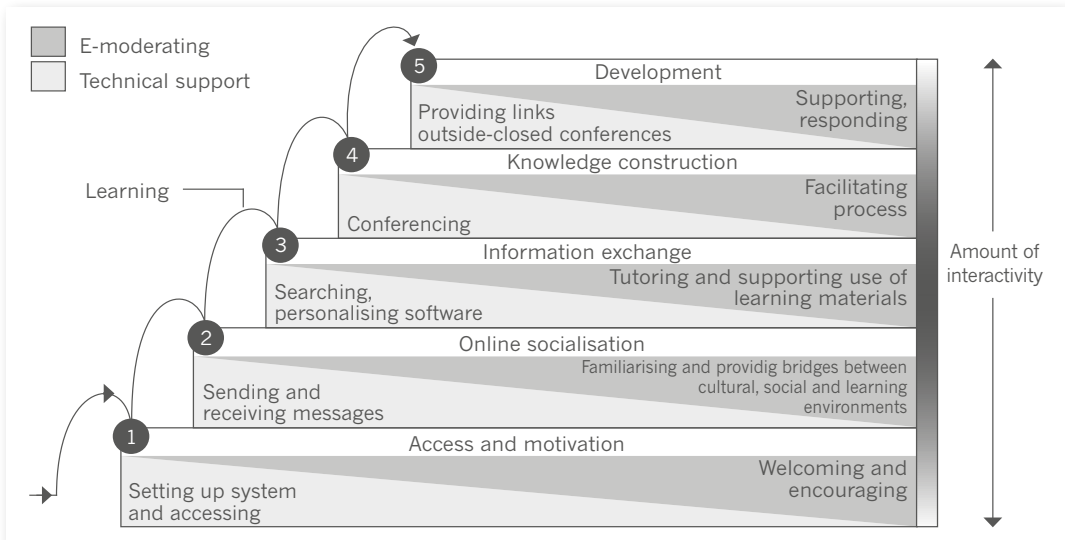 E-moderating
Technical support
5
Development
Providing links
outside-closed conferences
Supporting,
responding
4
Knowledge construction
Conferencing
Facilitating
process
Learning
3
Information exchange
Searching,
personalising software
Tutoring and supporting use of
learning materials
Amount of
interactivity
2
Online socialisation
Sending and
receiving messages
Familiarising and providig bridges between
cultural, social and learning
environments
1
Access and motivation
Setting up system
and accessing
Welcoming and
encouraging